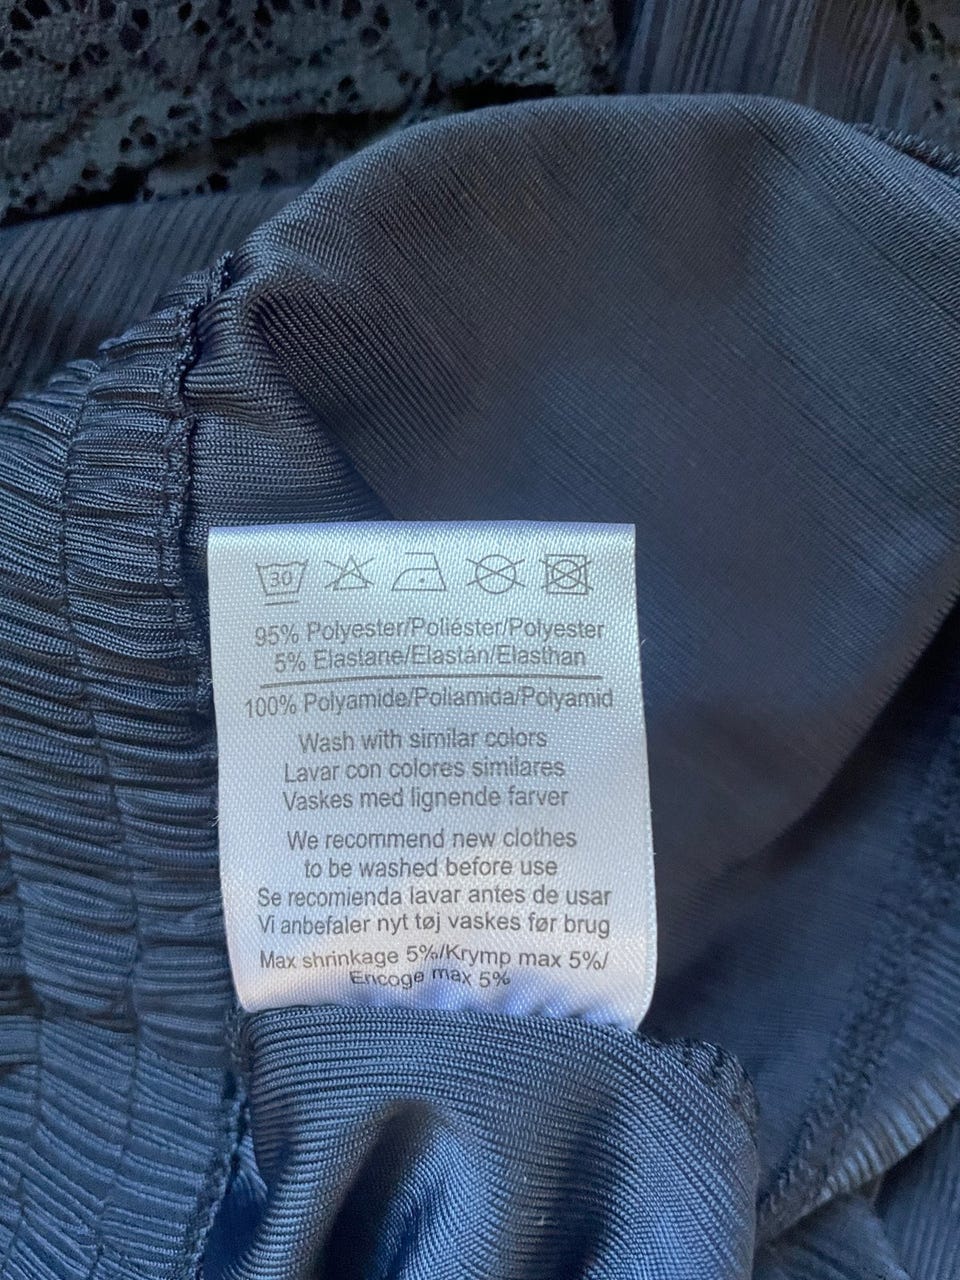 30
95% Polyester/Poliéster/Polyester
5% Elastane/Elastán/Elasthan
100% Polyamide/Poliamida/Polyamid
Wash with similar colors
Lavar con colores similares
Vaskes med lignende farver
We recommend new clothes
to be washed before use
Se recomienda lavar antes de usar
Vi anbefaler nyt tøj vaskes før brug
Max shrinkage 5%/Krymp max 5%/
Encoge max 5%